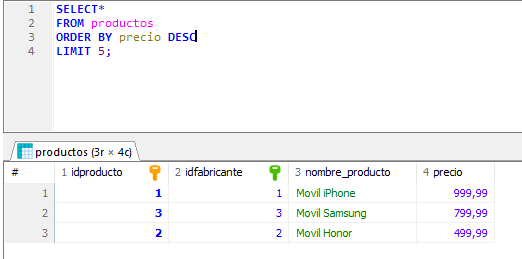 1 SELECT*
2 FROM productos
3 ORDER BY precio DESC
4 LIMIT 5;
productos (3r × 4c)
# 1 idproducto 2 idfabricante 3 nombre_producto 4 precio
1 1 1 Movil iPhone 999,99
2 3 3 Movil Samsung 799,99
3 2 2 Movil Honor 499,99